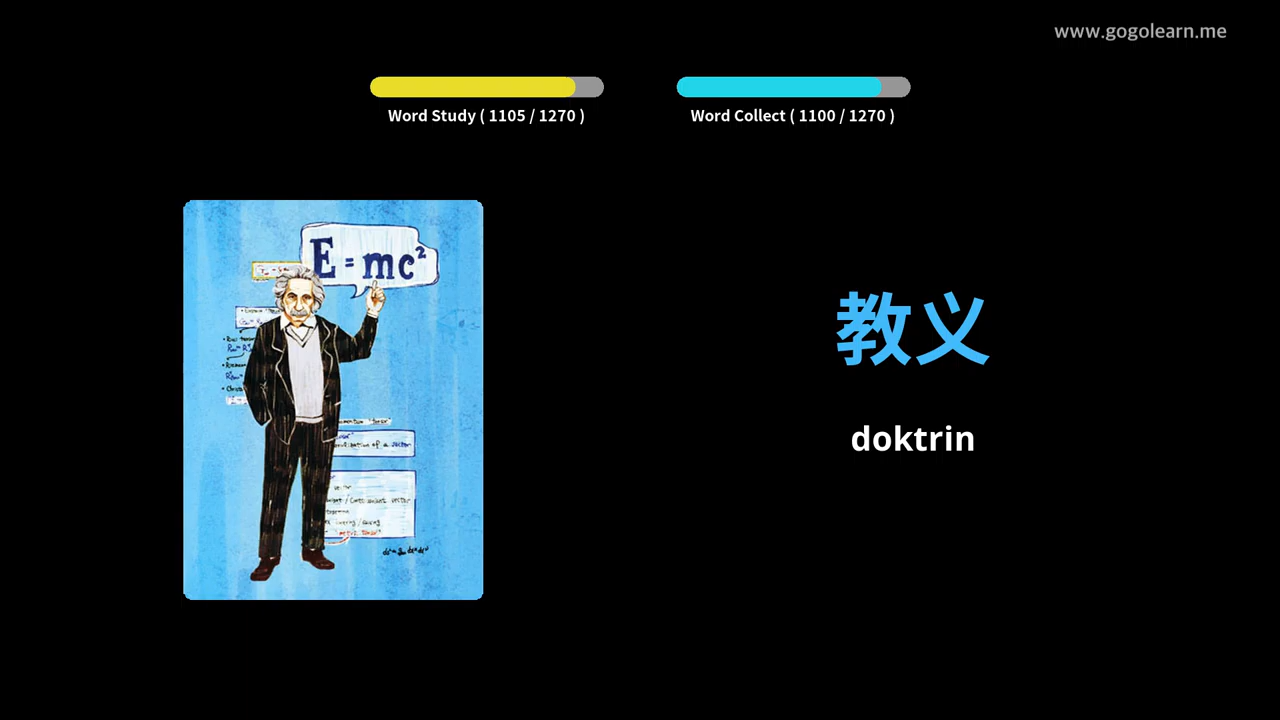 www.gogolearn.me
Word Study ( 1105 / 1270 )
Word Collect ( 1100 / 1270 )
E = mc²
教义
doktrin